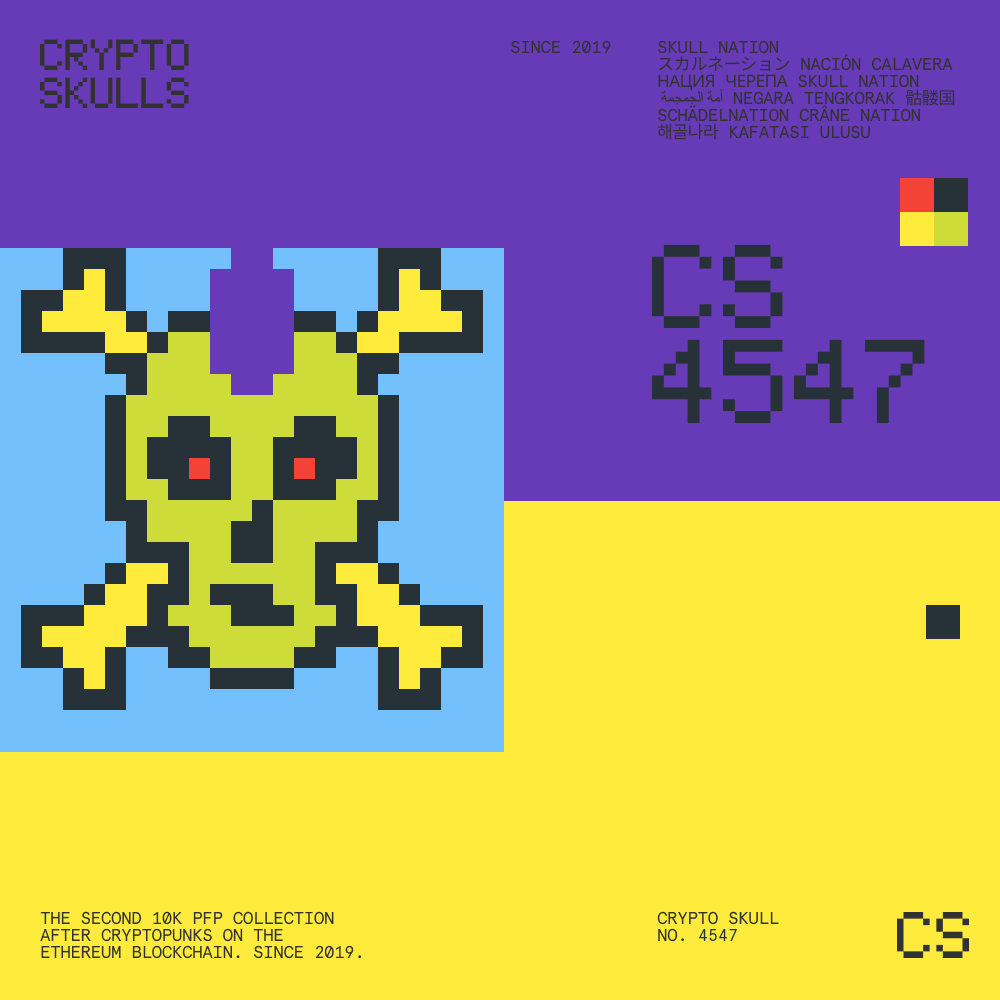 CRYPTO
SKULLS
SINCE 2019
SKULL NATION
スカルネーション NACIÓN CALAVERA
НАЦИЯ ЧЕРЕПА SKULL NATION
أمة الجمجمة NEGARA TENGKORAK 骷髅国
SCHÄDELNATION CRÂNE NATION
해골나라 KAFATASI ULUSU
CS
4547
THE SECOND 10K PFP COLLECTION
AFTER CRYPTOPUNKS ON THE
ETHEREUM BLOCKCHAIN. SINCE 2019.
CRYPTO SKULL
NO. 4547
CS